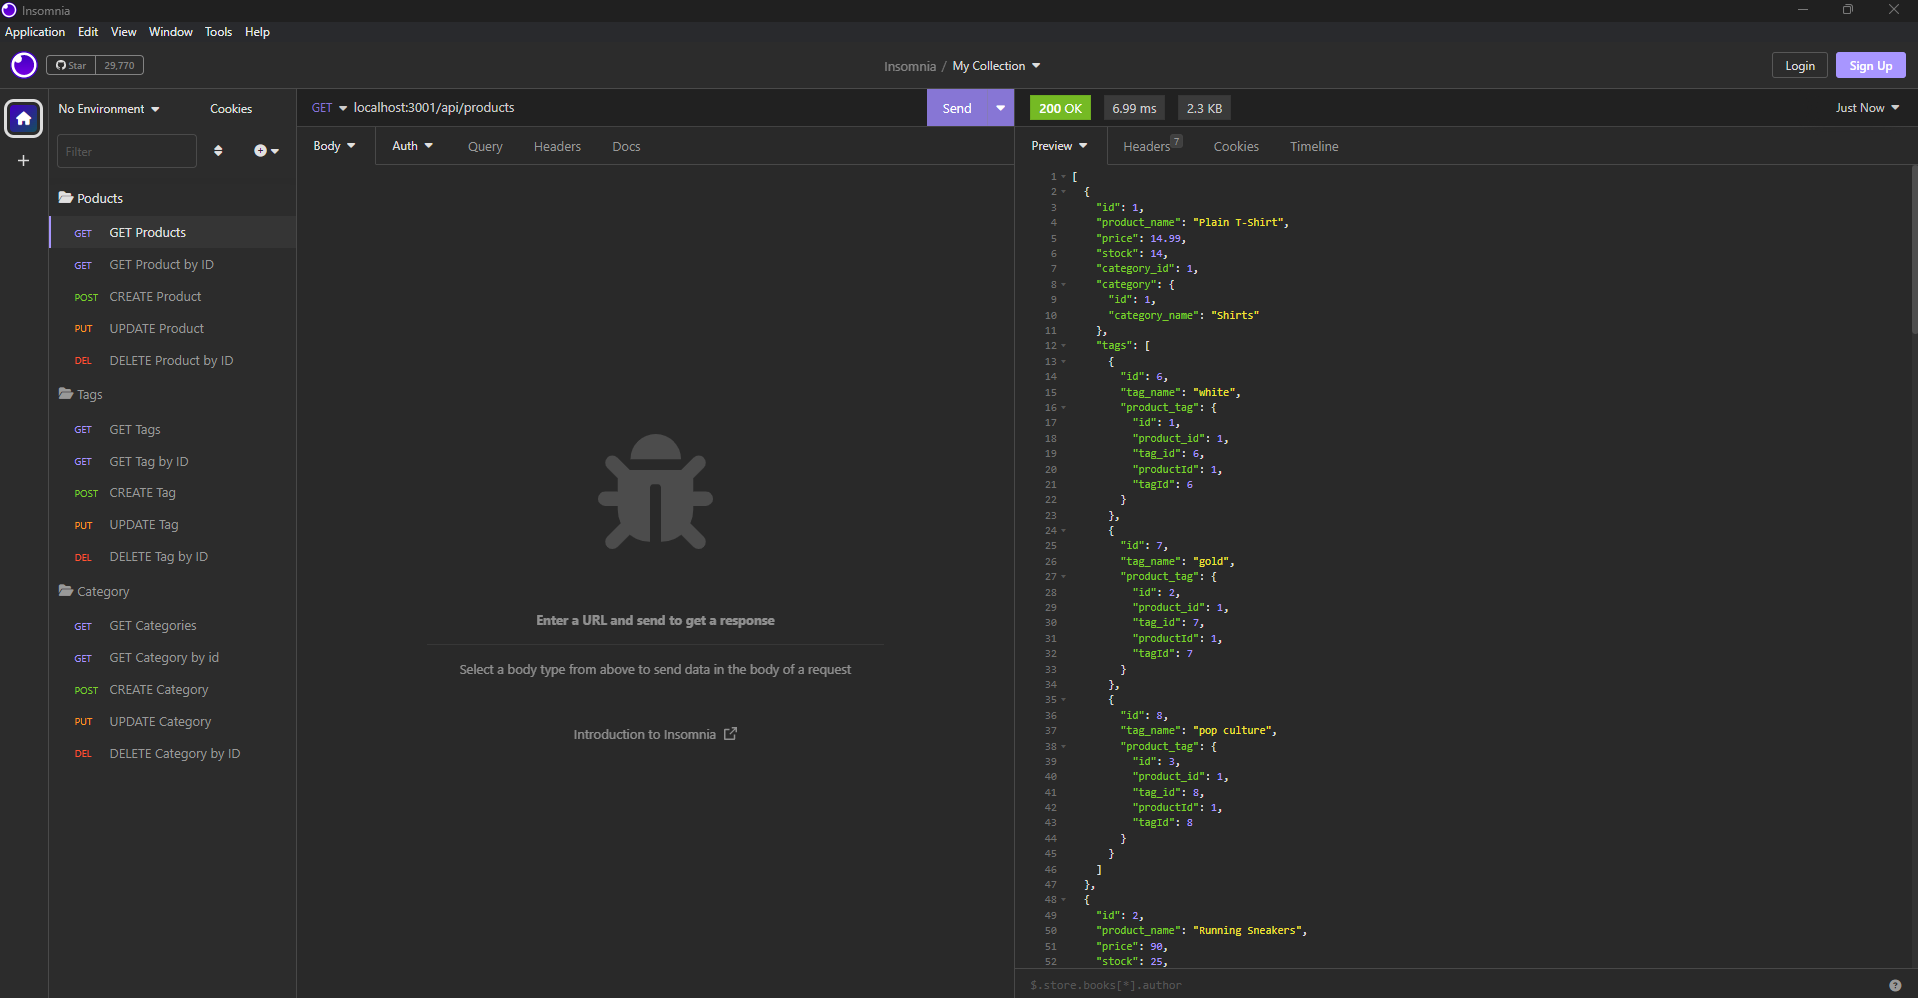 Insomnia
Application Edit View Window Tools Help
Star 29,770
Insomnia / My Collection
Login Sign Up
No Environment Cookies
Filter
Poducts
GET GET Products
GET GET Product by ID
POST CREATE Product
PUT UPDATE Product
DEL DELETE Product by ID
Tags
GET GET Tags
GET GET Tag by ID
POST CREATE Tag
PUT UPDATE Tag
DEL DELETE Tag by ID
Category
GET GET Categories
GET GET Category by id
POST CREATE Category
PUT UPDATE Category
DEL DELETE Category by ID
GET localhost:3001/api/products Send
Body Auth Query Headers Docs
Enter a URL and send to get a response
Select a body type from above to send data in the body of a request
Introduction to Insomnia
200 OK 6.99 ms 2.3 KB Just Now
Preview Headers 7 Cookies Timeline
1 [
2 {
3 "id": 1,
4 "product_name": "Plain T-Shirt",
5 "price": 14.99,
6 "stock": 14,
7 "category_id": 1,
8 "category": {
9 "id": 1,
10 "category_name": "Shirts"
11 },
12 "tags": [
13 {
14 "id": 6,
15 "tag_name": "white",
16 "product_tag": {
17 "id": 1,
18 "product_id": 1,
19 "tag_id": 6,
20 "productId": 1,
21 "tagId": 6
22 }
23 },
24 {
25 "id": 7,
26 "tag_name": "gold",
27 "product_tag": {
28 "id": 2,
29 "product_id": 1,
30 "tag_id": 7,
31 "productId": 1,
32 "tagId": 7
33 }
34 },
35 {
36 "id": 8,
37 "tag_name": "pop culture",
38 "product_tag": {
39 "id": 3,
40 "product_id": 1,
41 "tag_id": 8,
42 "productId": 1,
43 "tagId": 8
44 }
45 }
46 ]
47 },
48 {
49 "id": 2,
50 "product_name": "Running Sneakers",
51 "price": 90,
52 "stock": 25,
$.store.books[*].author